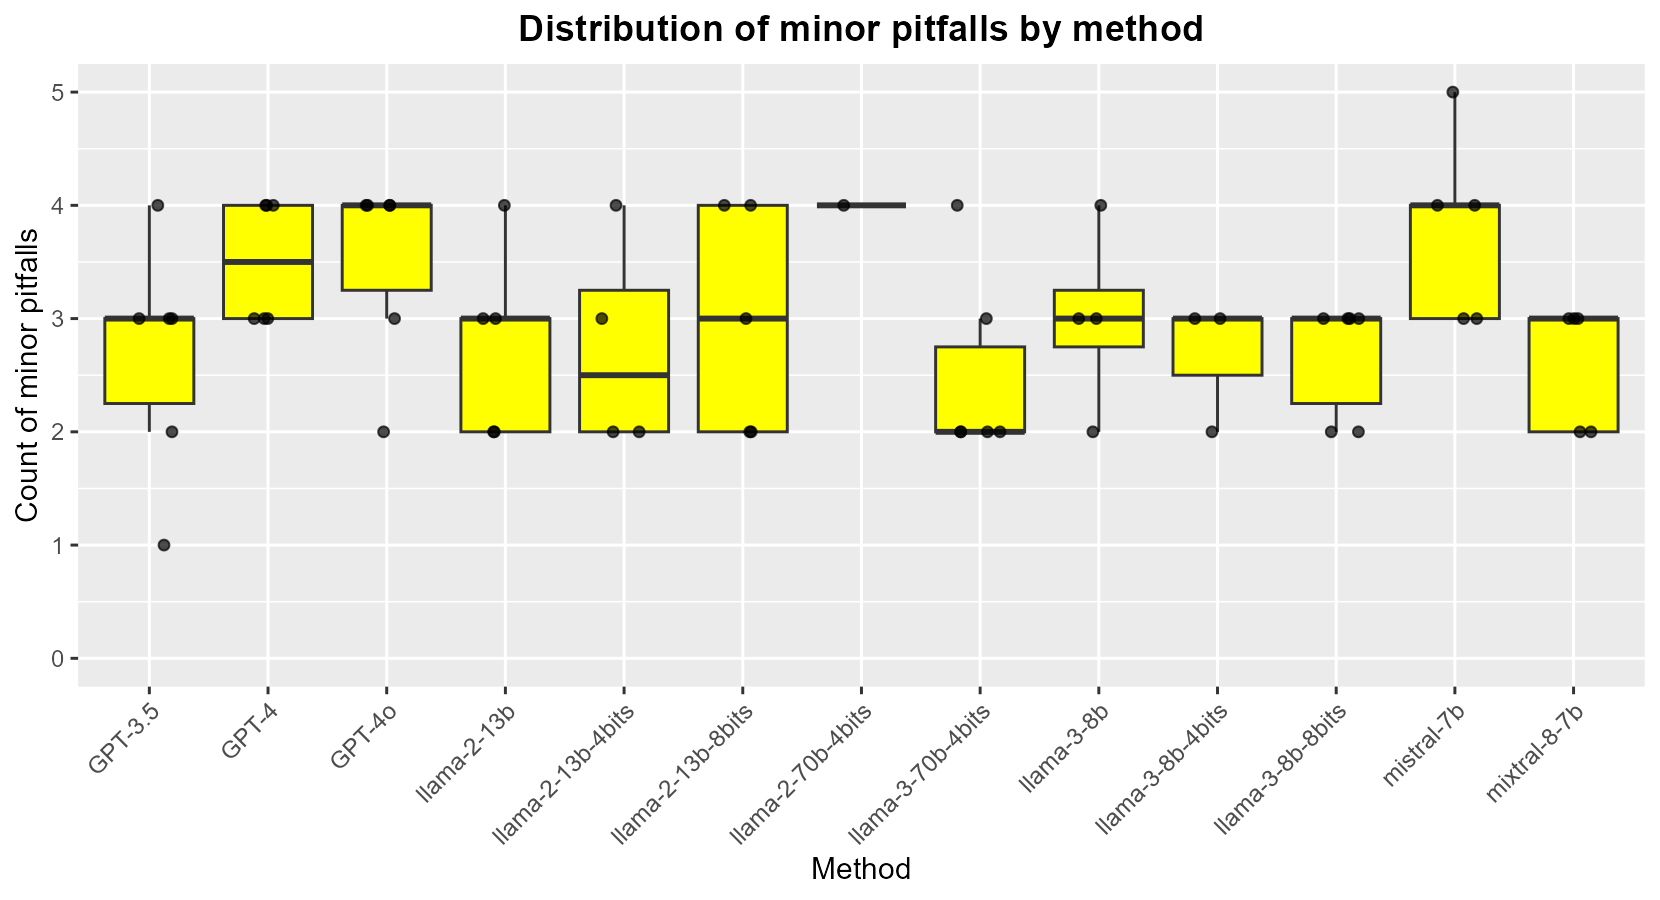 Distribution of minor pitfalls by method
Count of minor pitfalls
5
4
3
2
1
0
GPT-3.5
GPT-4
GPT-4o
llama-2-13b
llama-2-13b-4bits
llama-2-13b-8bits
llama-2-70b-4bits
llama-3-70b-4bits
llama-3-8b
llama-3-8b-4bits
llama-3-8b-8bits
mistral-7b
mixtral-8-7b
Method